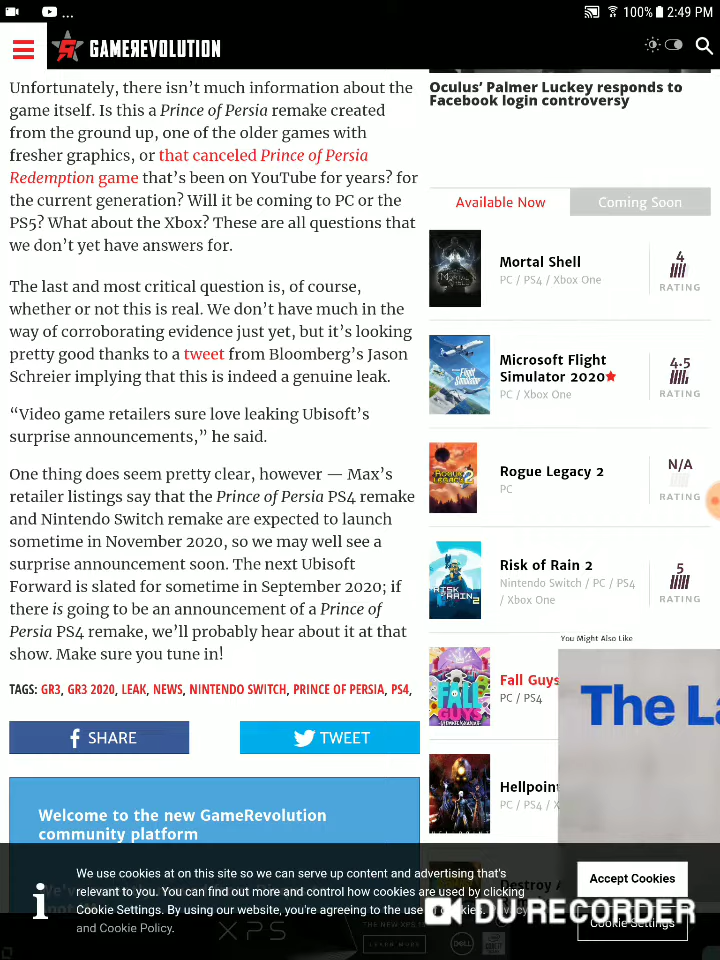 ...
100% 2:49 PM
GAMEREVOLUTION
Unfortunately, there isn't much information about the
game itself. Is this a Prince of Persia remake created
from the ground up, one of the older games with
fresher graphics, or that canceled Prince of Persia
Redemption game that's been on YouTube for years? for
the current generation? Will it be coming to PC or the
PS5? What about the Xbox? These are all questions that
we don't yet have answers for.
The last and most critical question is, of course,
whether or not this is real. We don't have much in the
way of corroborating evidence just yet, but it's looking
pretty good thanks to a tweet from Bloomberg's Jason
Schreier implying that this is indeed a genuine leak.
“Video game retailers sure love leaking Ubisoft's
surprise announcements,” he said.
One thing does seem pretty clear, however — Max's
retailer listings say that the Prince of Persia PS4 remake
and Nintendo Switch remake are expected to launch
sometime in November 2020, so we may well see a
surprise announcement soon. The next Ubisoft
Forward is slated for sometime in September 2020; if
there is going to be an announcement of a Prince of
Persia PS4 remake, we'll probably hear about it at that
show. Make sure you tune in!
TAGS: GR3, GR3 2020, LEAK, NEWS, NINTENDO SWITCH, PRINCE OF PERSIA, PS4,
SHARE
TWEET
Welcome to the new GameRevolution
community platform
Oculus' Palmer Luckey responds to
Facebook login controversy
Available Now
Coming Soon
Mortal Shell
PC / PS4 / Xbox One
4
RATING
Microsoft Flight
Simulator 2020
PC / Xbox One
4.5
RATING
Rogue Legacy 2
PC
N/A
RATING
Risk of Rain 2
Nintendo Switch / PC / PS4
/ Xbox One
5
RATING
You Might Also Like
The La
FALL GUYS
Fall Guys
PC / PS4
Hellpoint
PC / PS4 / X
Destroy A
We use cookies at on this site so we can serve up content and advertising that's
relevant to you. You can find out more and control how cookies are used by clicking
Cookie Settings. By using our website, you're agreeing to the use of cookies. Privacy
and Cookie Policy.
Accept Cookies
Cookie Settings
DU RECORDER
XPS
THE NEW XPS
LEARN MORE
DELL